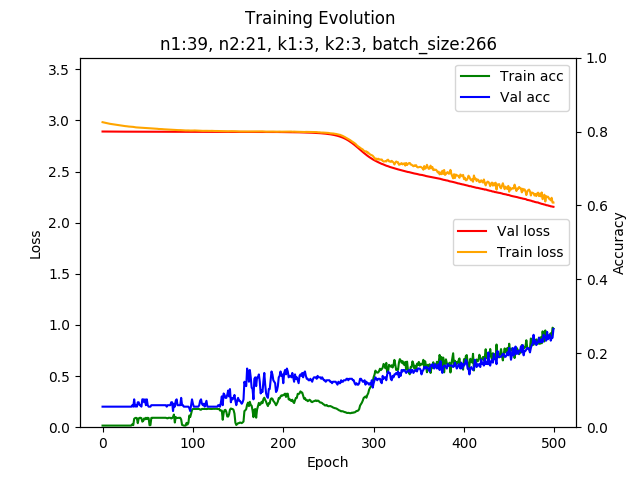 Training Evolution
n1:39, n2:21, k1:3, k2:3, batch_size:266
3.5
3.0
2.5
2.0
1.5
1.0
0.5
0.0
Loss
0
100
200
300
400
500
Epoch
1.0
0.8
0.6
0.4
0.2
0.0
Accuracy
Train acc
Val acc
Val loss
Train loss